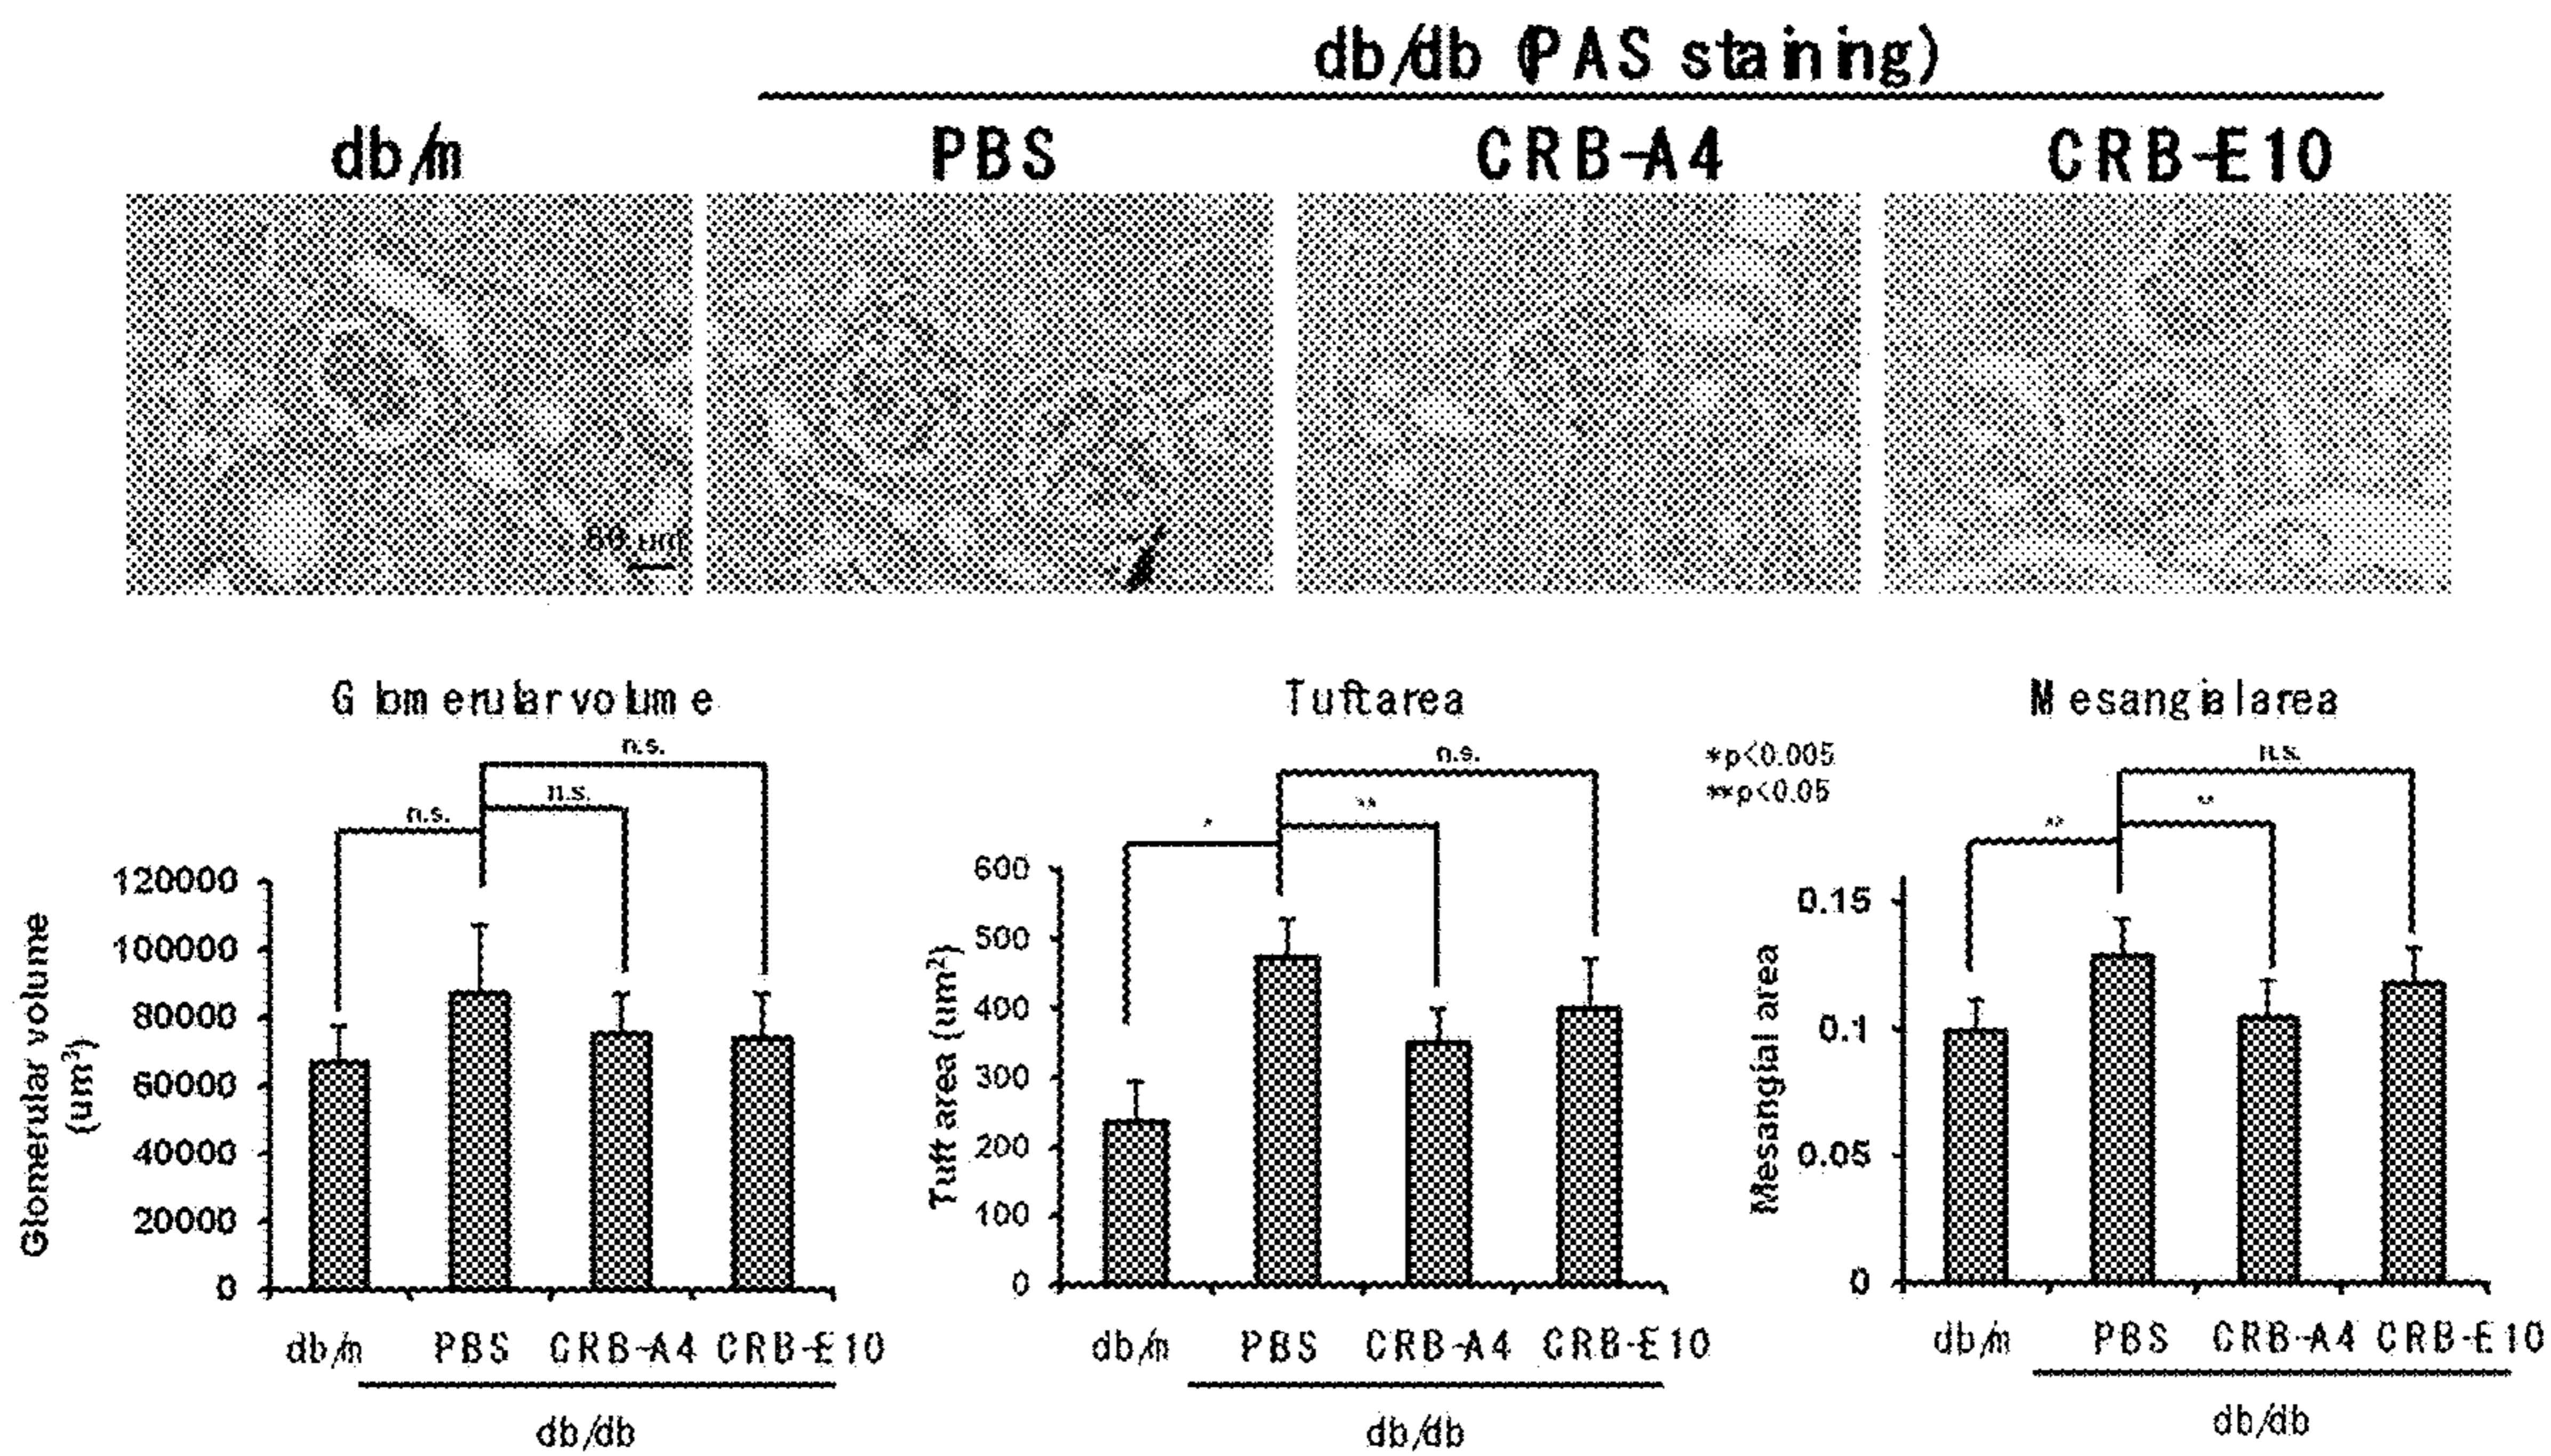 db/db (PAS staining)
db/m PBS CRB-A4 CRB-E10
µm
Glomerular volume
n.s.
n.s.
n.s.
120000
100000
80000
60000
40000
20000
0
Glomerular volume
(um³)
db/m PBS CRB-A4 CRB-E10
db/db
Tuft area
n.s.
**
*
*p<0.005
**p<0.05
600
500
400
300
200
100
0
Tuft area (um²)
db/m PBS CRB-A4 CRB-E10
db/db
Mesangial area
n.s.
**
**
0.15
0.1
0.05
0
Mesangial area
db/m PBS CRB-A4 CRB-E10
db/db